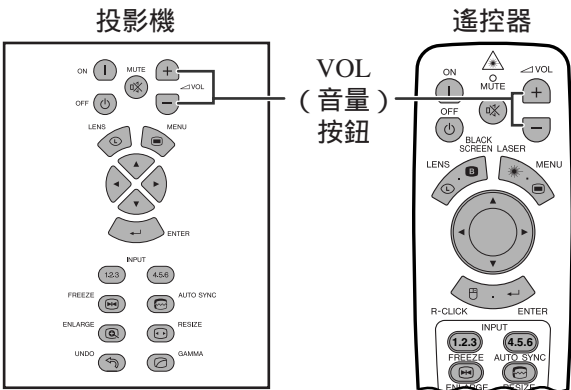 投影機
ON
MUTE
VOL
OFF
LENS
MENU
L
ENTER
INPUT
1.2.3
4.5.6
FREEZE
AUTO SYNC
ENLARGE
RESIZE
UNDO
GAMMA
VOL
(音量)
按鈕
遙控器
ON
MUTE
VOL
OFF
BLACK
SCREEN
LASER
LENS
B
MENU
L
R-CLICK
ENTER
INPUT
1.2.3
4.5.6
FREEZE
AUTO SYNC
ENLARGE
RESIZE